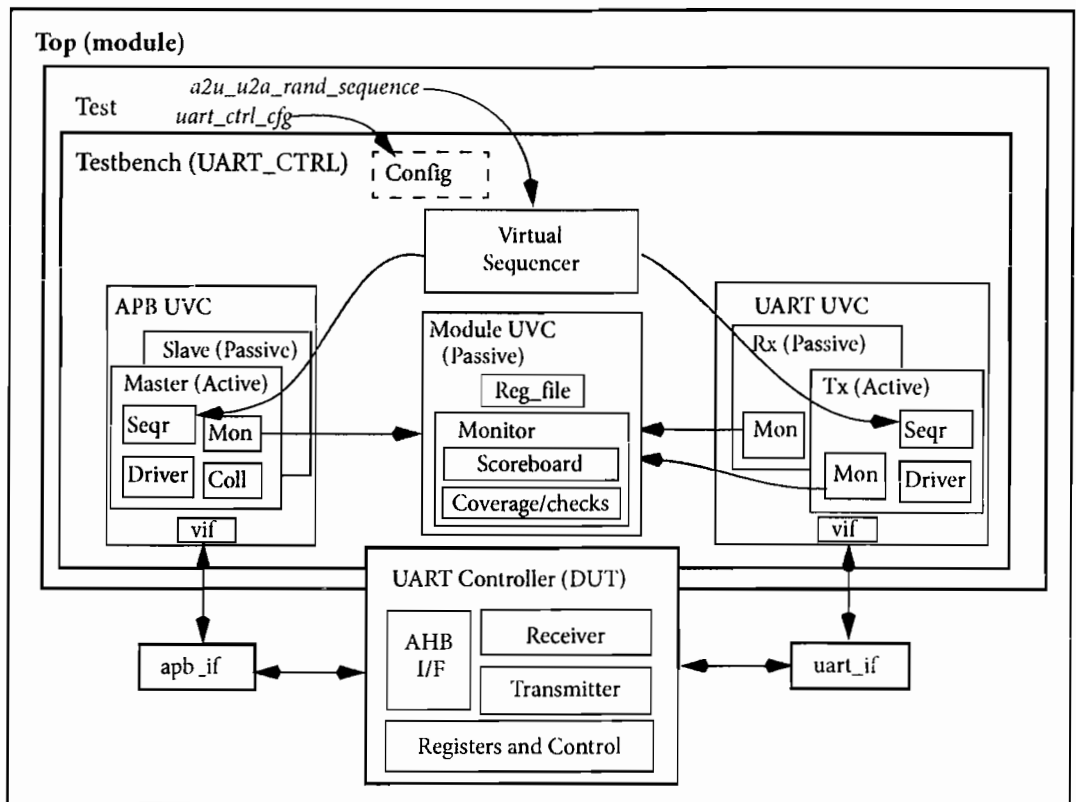 Top (module)
a2u_u2a_rand_sequence
Test
uart_ctrl_cfg
Testbench (UART_CTRL)
Config
Virtual
Sequencer
APB UVC
Slave (Passive)
Master (Active)
Seqr
Mon
Driver
Coll
vif
Module UVC
(Passive)
Reg_file
Monitor
Scoreboard
Coverage/checks
UART UVC
Rx (Passive)
Tx (Active)
Mon
Seqr
Mon
Driver
vif
UART Controller (DUT)
AHB
I/F
Receiver
Transmitter
Registers and Control
apb_if
uart_if